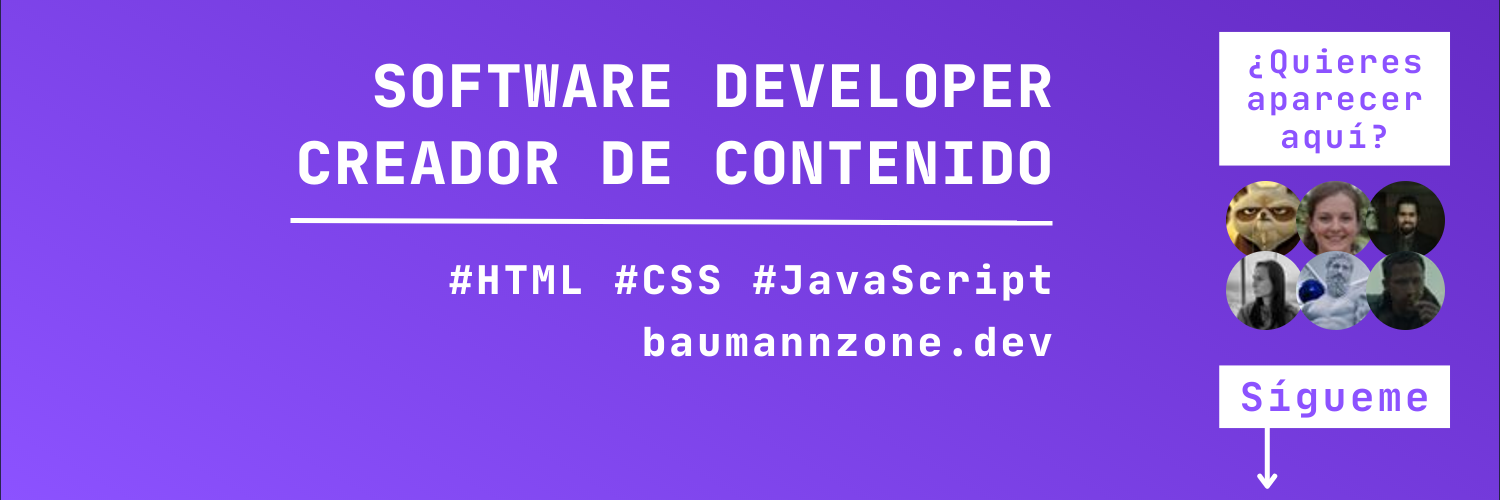 SOFTWARE DEVELOPER
CREADOR DE CONTENIDO
#HTML #CSS #JavaScript
baumannzone.dev
¿Quieres
aparecer
aquí?
Sígueme